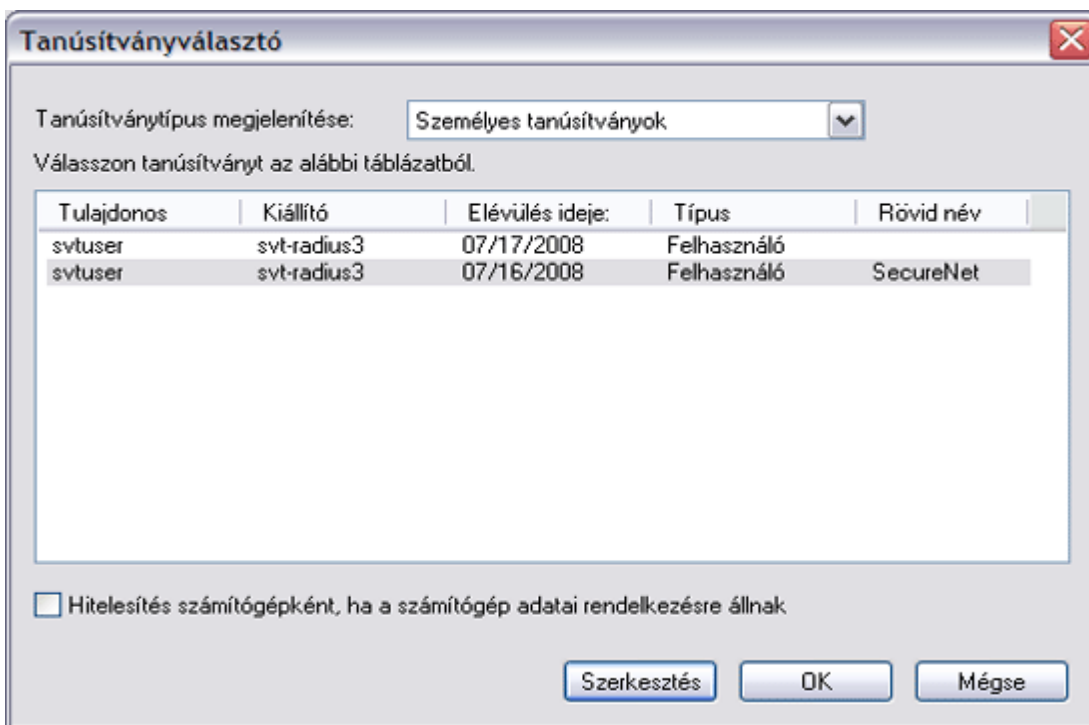 Tanúsítványválasztó
Tanúsítványtípus megjelenítése: Személyes tanúsítványok
Válasszon tanúsítványt az alábbi táblázatból.
Tulajdonos Kiállító Elévülés ideje: Típus Rövid név
svtuser svt-radius3 07/17/2008 Felhasználó
svtuser svt-radius3 07/16/2008 Felhasználó SecureNet
Hitelesítés számítógépként, ha a számítógép adatai rendelkezésre állnak
Szerkesztés OK Mégse